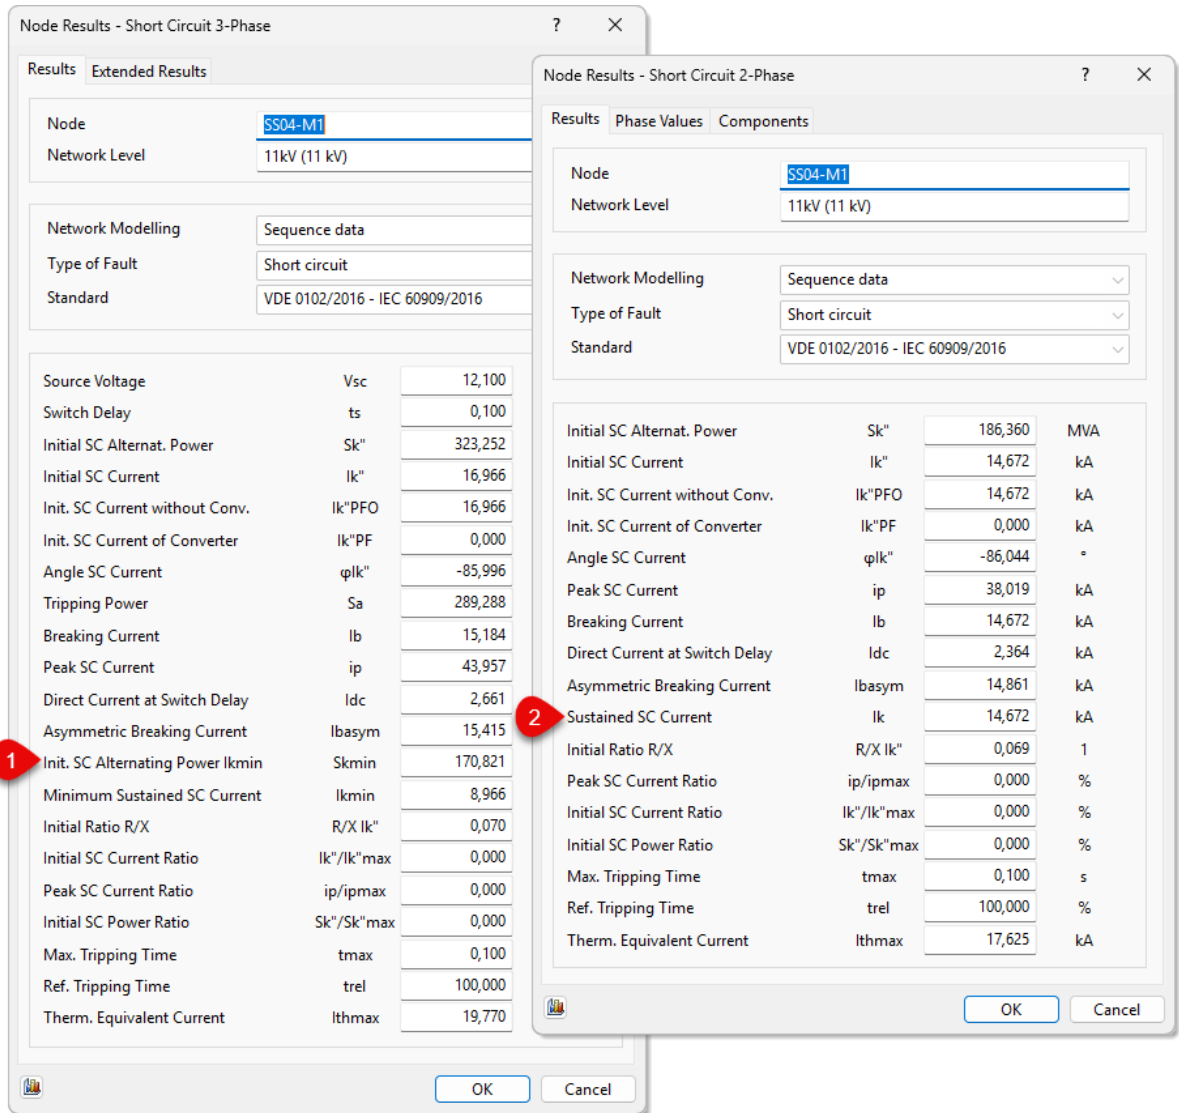 Node Results - Short Circuit 3-Phase ? ×
Results Extended Results
Node SS04-M1
Network Level 11kV (11 kV)
Network Modelling Sequence data
Type of Fault Short circuit
Standard VDE 0102/2016 - IEC 60909/2016
Source Voltage Vsc 12,100
Switch Delay ts 0,100
Initial SC Alternat. Power Sk" 323,252
Initial SC Current Ik" 16,966
Init. SC Current without Conv. Ik"PFO 16,966
Init. SC Current of Converter Ik"PF 0,000
Angle SC Current φIk" -85,996
Tripping Power Sa 289,288
Breaking Current Ib 15,184
Peak SC Current ip 43,957
Direct Current at Switch Delay Idc 2,661
Asymmetric Breaking Current Ibasym 15,415
1 Init. SC Alternating Power Ikmin Skmin 170,821
Minimum Sustained SC Current Ikmin 8,966
Initial Ratio R/X R/X Ik" 0,070
Initial SC Current Ratio Ik"/Ik"max 0,000
Peak SC Current Ratio ip/ipmax 0,000
Initial SC Power Ratio Sk"/Sk"max 0,000
Max. Tripping Time tmax 0,100
Ref. Tripping Time trel 100,000
Therm. Equivalent Current Ithmax 19,770
OK Cancel
Node Results - Short Circuit 2-Phase ? ×
Results Phase Values Components
Node SS04-M1
Network Level 11kV (11 kV)
Network Modelling Sequence data
Type of Fault Short circuit
Standard VDE 0102/2016 - IEC 60909/2016
Initial SC Alternat. Power Sk" 186,360 MVA
Initial SC Current Ik" 14,672 kA
Init. SC Current without Conv. Ik"PFO 14,672 kA
Init. SC Current of Converter Ik"PF 0,000 kA
Angle SC Current φIk" -86,044 °
Peak SC Current ip 38,019 kA
Breaking Current Ib 14,672 kA
Direct Current at Switch Delay Idc 2,364 kA
Asymmetric Breaking Current Ibasym 14,861 kA
2 Sustained SC Current Ik 14,672 kA
Initial Ratio R/X R/X Ik" 0,069 1
Peak SC Current Ratio ip/ipmax 0,000 %
Initial SC Current Ratio Ik"/Ik"max 0,000 %
Initial SC Power Ratio Sk"/Sk"max 0,000 %
Max. Tripping Time tmax 0,100 s
Ref. Tripping Time trel 100,000 %
Therm. Equivalent Current Ithmax 17,625 kA
OK Cancel